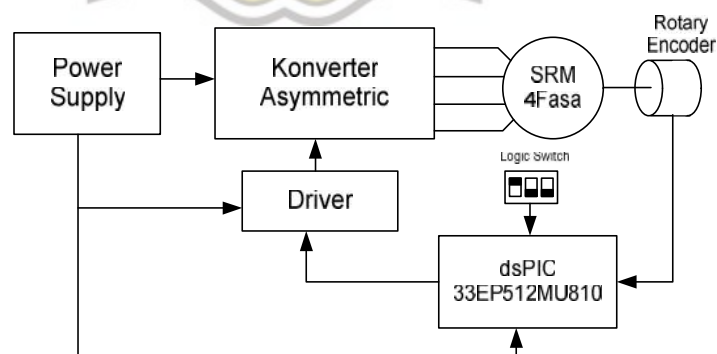 Power
Supply
Konverter
Asymmetric
SRM
4Fasa
Rotary
Encoder
Logic Switch
Driver
dsPIC
33EP512MU810